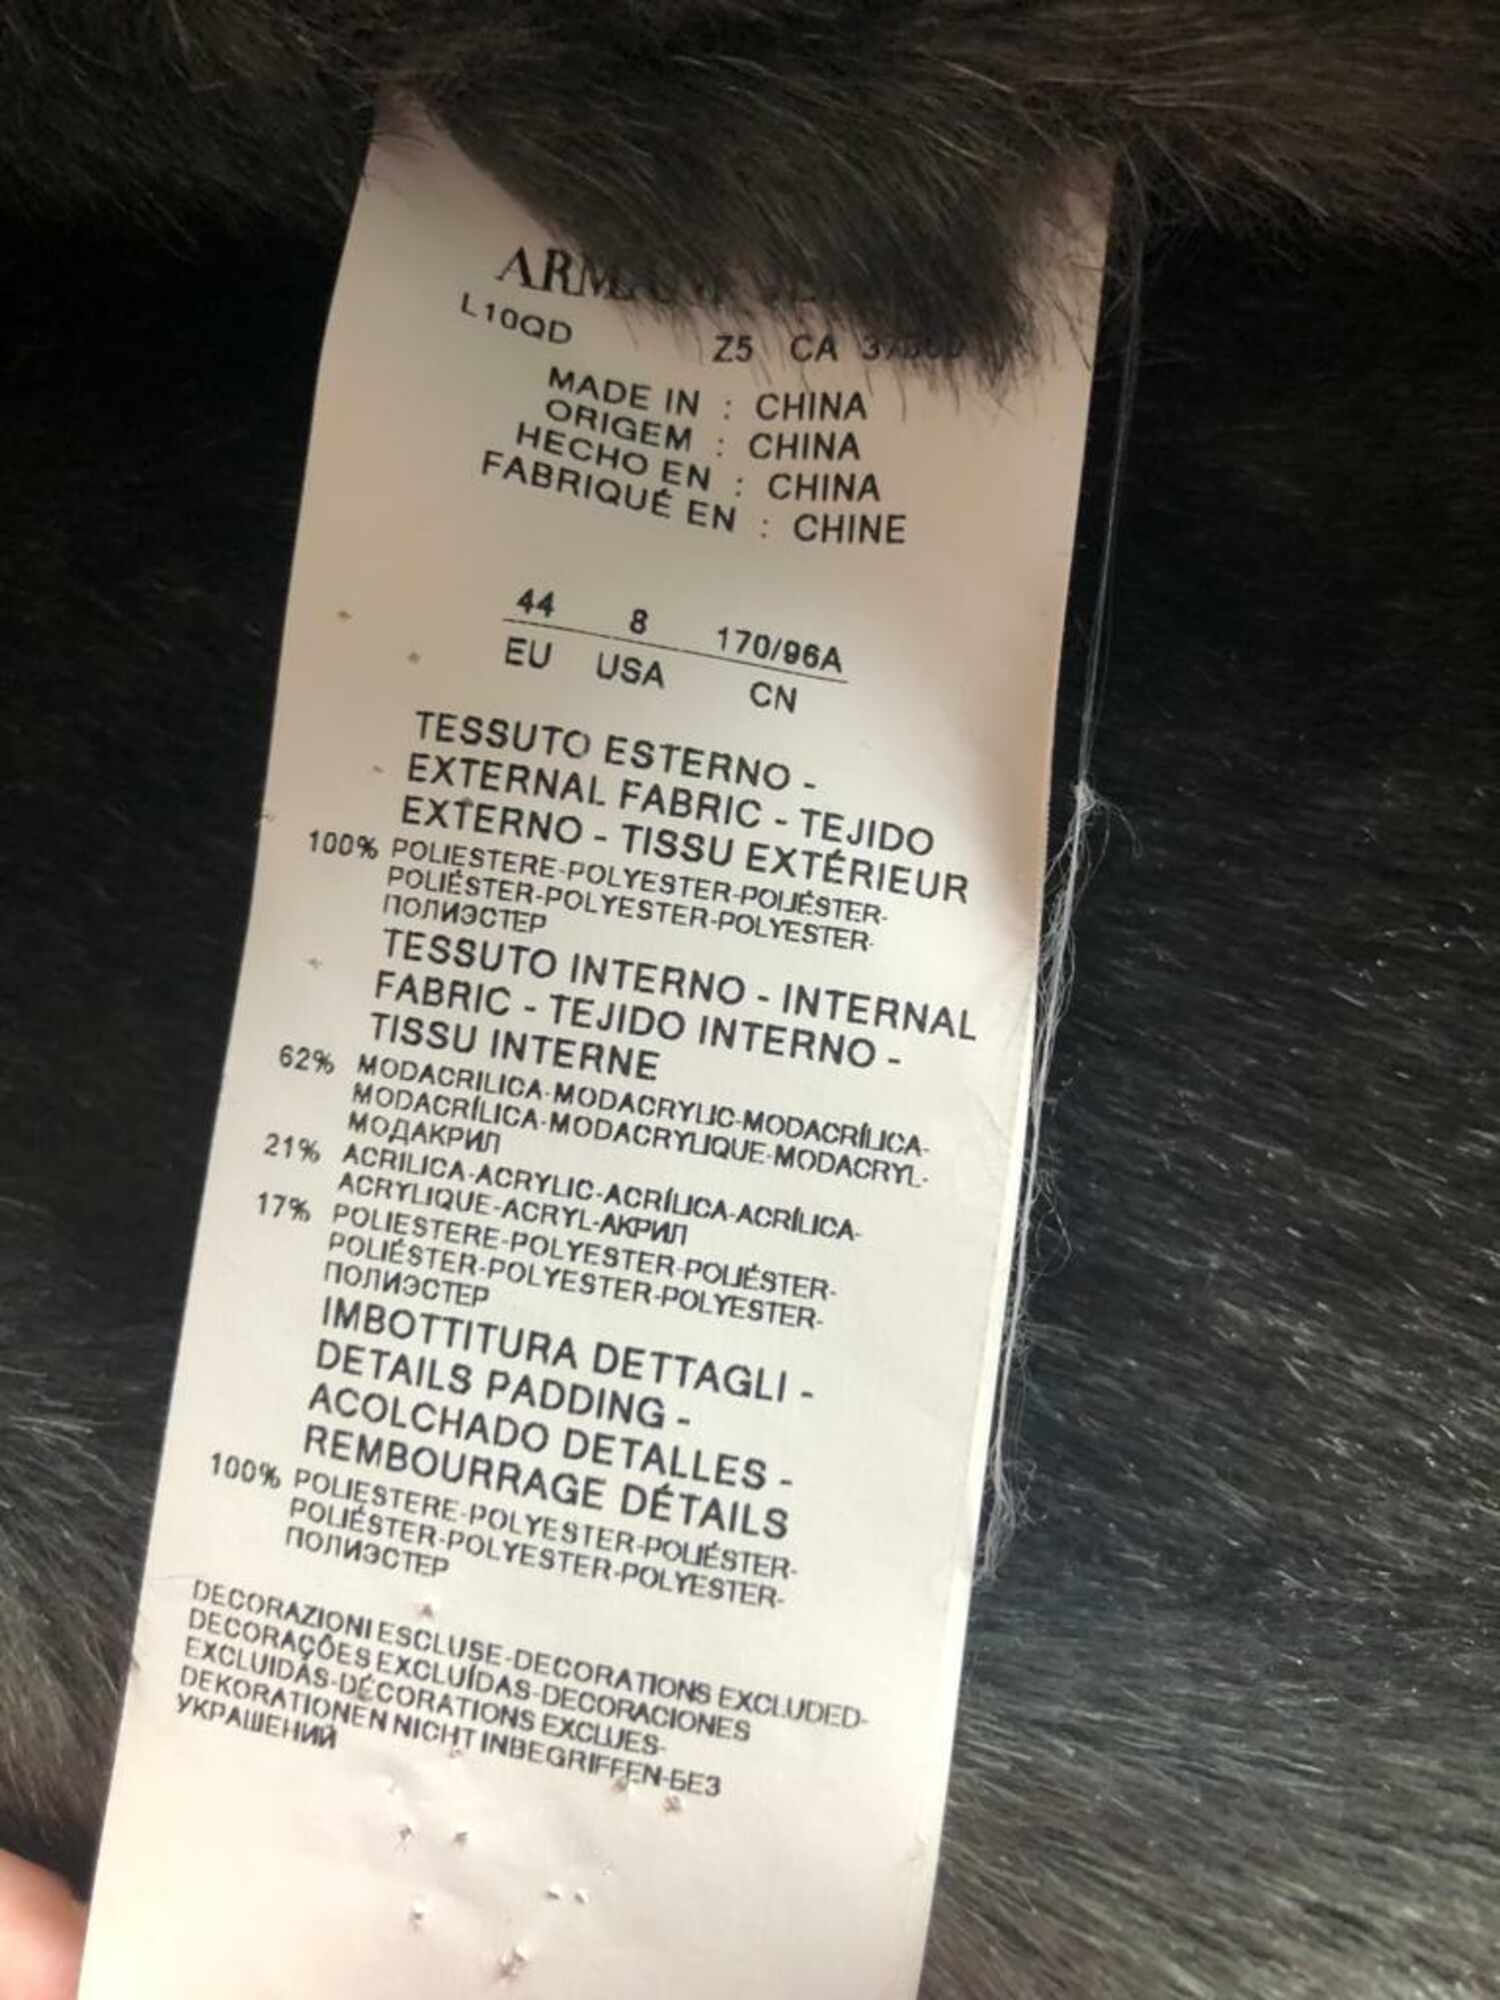 L10QD Z5 CA
MADE IN : CHINA
ORIGEM : CHINA
HECHO EN : CHINA
FABRIQUÉ EN : CHINE
44 8 170/96A
EU USA CN
TESSUTO ESTERNO -
EXTERNAL FABRIC - TEJIDO
EXTERNO - TISSU EXTÉRIEUR
100% POLIESTERE-POLYESTER-POLIÉSTER-
POLIÉSTER-POLYESTER-POLYESTER-
ПОЛИЭСТЕР
TESSUTO INTERNO - INTERNAL
FABRIC - TEJIDO INTERNO -
TISSU INTERNE
62% MODACRILICA-MODACRYLIC-MODACRÍLICA-
MODACRÍLICA-MODACRYLIQUE-MODACRYL-
МОДАКРИЛ
21% ACRILICA-ACRYLIC-ACRÍLICA-ACRÍLICA-
ACRYLIQUE-ACRYL-АКРИЛ
17% POLIESTERE-POLYESTER-POLIÉSTER-
POLIÉSTER-POLYESTER-POLYESTER-
ПОЛИЭСТЕР
IMBOTTITURA DETTAGLI -
DETAILS PADDING -
ACOLCHADO DETALLES -
REMBOURRAGE DÉTAILS
100% POLIESTERE-POLYESTER-POLIÉSTER-
POLIÉSTER-POLYESTER-POLYESTER-
ПОЛИЭСТЕР
DECORAZIONI ESCLUSE-DECORATIONS EXCLUDED-
DECORAÇÕES EXCLUÍDAS-DECORACIONES
EXCLUIDAS-DÉCORATIONS EXCLUES-
DEKORATIONEN NICHT INBEGRIFFEN-БЕЗ
УКРАШЕНИЙ